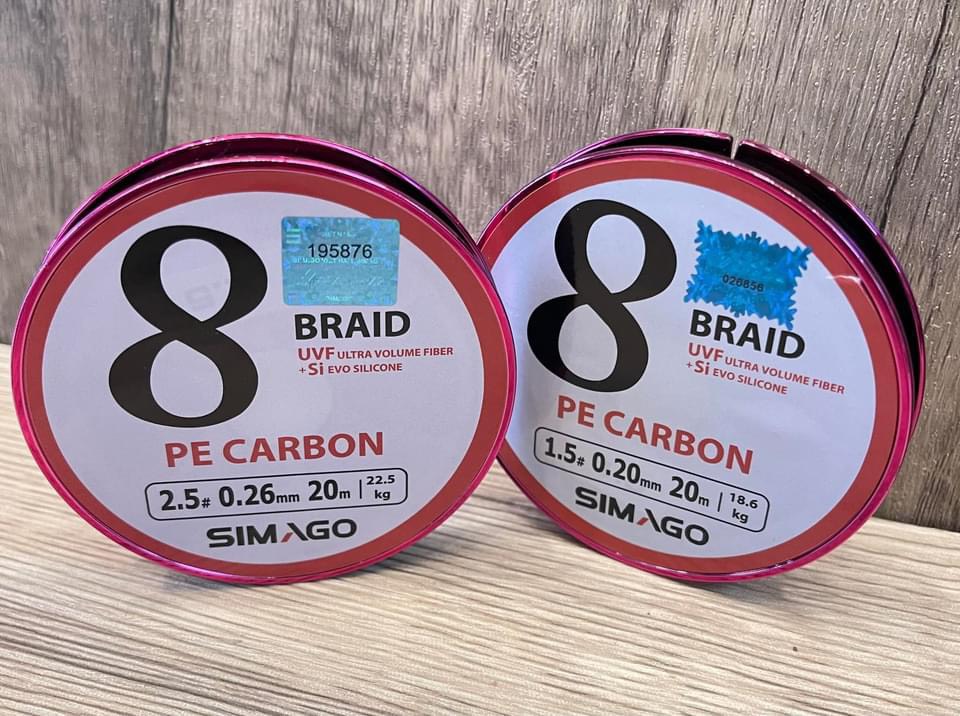 8
195876
BRAID
UVF ULTRA VOLUME FIBER
+Si EVO SILICONE
PE CARBON
2.5# 0.26mm 20m | 22.5 kg
SIMAGO
8
026856
BRAID
UVF ULTRA VOLUME FIBER
+Si EVO SILICONE
PE CARBON
1.5# 0.20mm 20m | 18.6 kg
SIMAGO